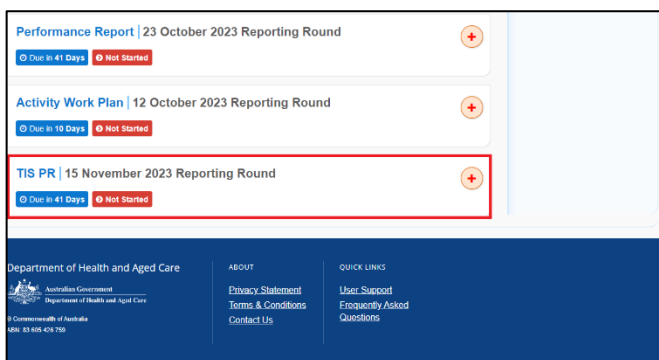 Performance Report | 23 October 2023 Reporting Round
Due in 41 Days Not Started
Activity Work Plan | 12 October 2023 Reporting Round
Due in 10 Days Not Started
TIS PR | 15 November 2023 Reporting Round
Due in 41 Days Not Started
Department of Health and Aged Care
Australian Government
Department of Health and Aged Care
© Commonwealth of Australia
ABN: 83 605 426 759
ABOUT
Privacy Statement
Terms & Conditions
Contact Us
QUICK LINKS
User Support
Frequently Asked
Questions